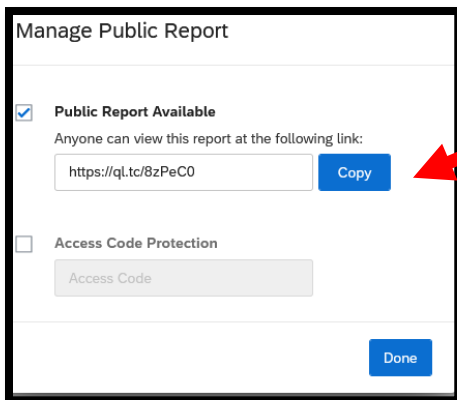 Manage Public Report
Public Report Available
Anyone can view this report at the following link:
https://ql.tc/8zPeC0
Copy
Access Code Protection
Access Code
Done